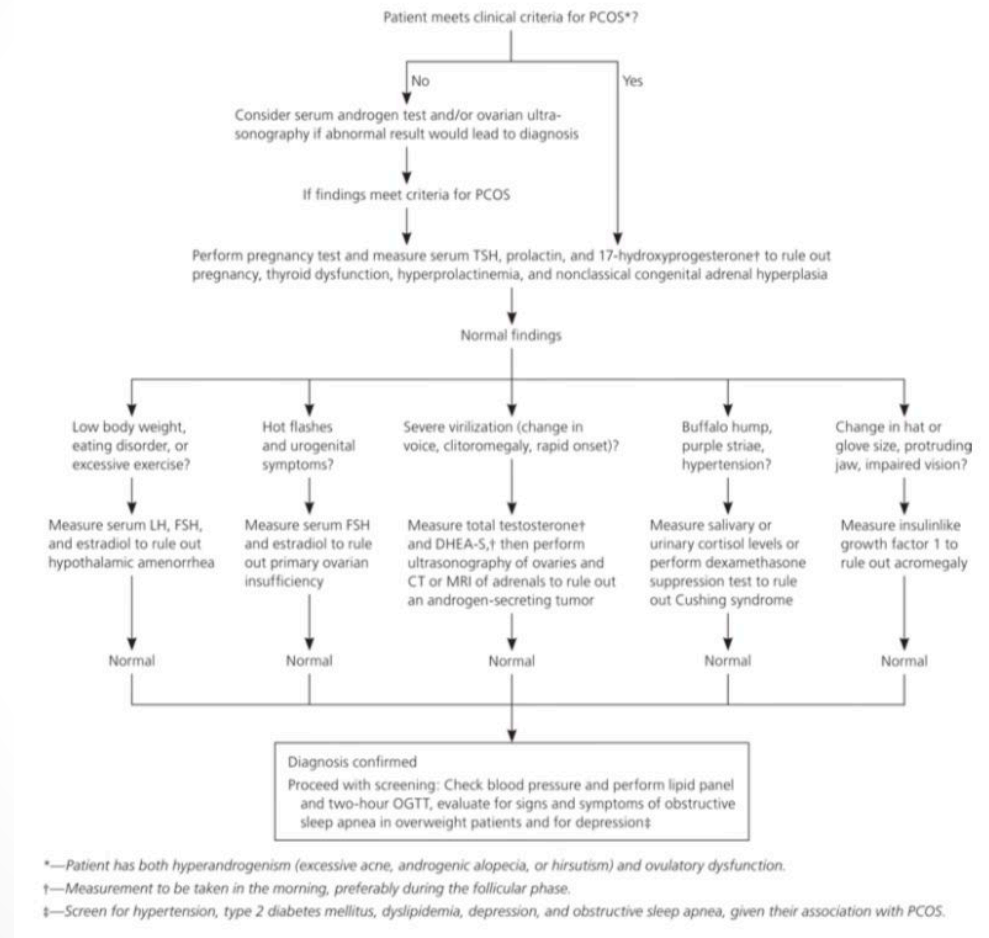 Patient meets clinical criteria for PCOS*?
No
Yes
Consider serum androgen test and/or ovarian ultra-
sonography if abnormal result would lead to diagnosis
If findings meet criteria for PCOS
Perform pregnancy test and measure serum TSH, prolactin, and 17-hydroxyprogesterone† to rule out
pregnancy, thyroid dysfunction, hyperprolactinemia, and nonclassical congenital adrenal hyperplasia
Normal findings
Low body weight,
eating disorder, or
excessive exercise?
Hot flashes
and urogenital
symptoms?
Severe virilization (change in
voice, clitoromegaly, rapid onset)?
Buffalo hump,
purple striae,
hypertension?
Change in hat or
glove size, protruding
jaw, impaired vision?
Measure serum LH, FSH,
and estradiol to rule out
hypothalamic amenorrhea
Measure serum FSH
and estradiol to rule
out primary ovarian
insufficiency
Measure total testosterone†
and DHEA-S,† then perform
ultrasonography of ovaries and
CT or MRI of adrenals to rule out
an androgen-secreting tumor
Measure salivary or
urinary cortisol levels or
perform dexamethasone
suppression test to rule
out Cushing syndrome
Measure insulinlike
growth factor 1 to
rule out acromegaly
Normal
Normal
Normal
Normal
Normal
Diagnosis confirmed
Proceed with screening: Check blood pressure and perform lipid panel
and two-hour OGTT, evaluate for signs and symptoms of obstructive
sleep apnea in overweight patients and for depression‡
*—Patient has both hyperandrogenism (excessive acne, androgenic alopecia, or hirsutism) and ovulatory dysfunction.
†—Measurement to be taken in the morning, preferably during the follicular phase.
‡—Screen for hypertension, type 2 diabetes mellitus, dyslipidemia, depression, and obstructive sleep apnea, given their association with PCOS.